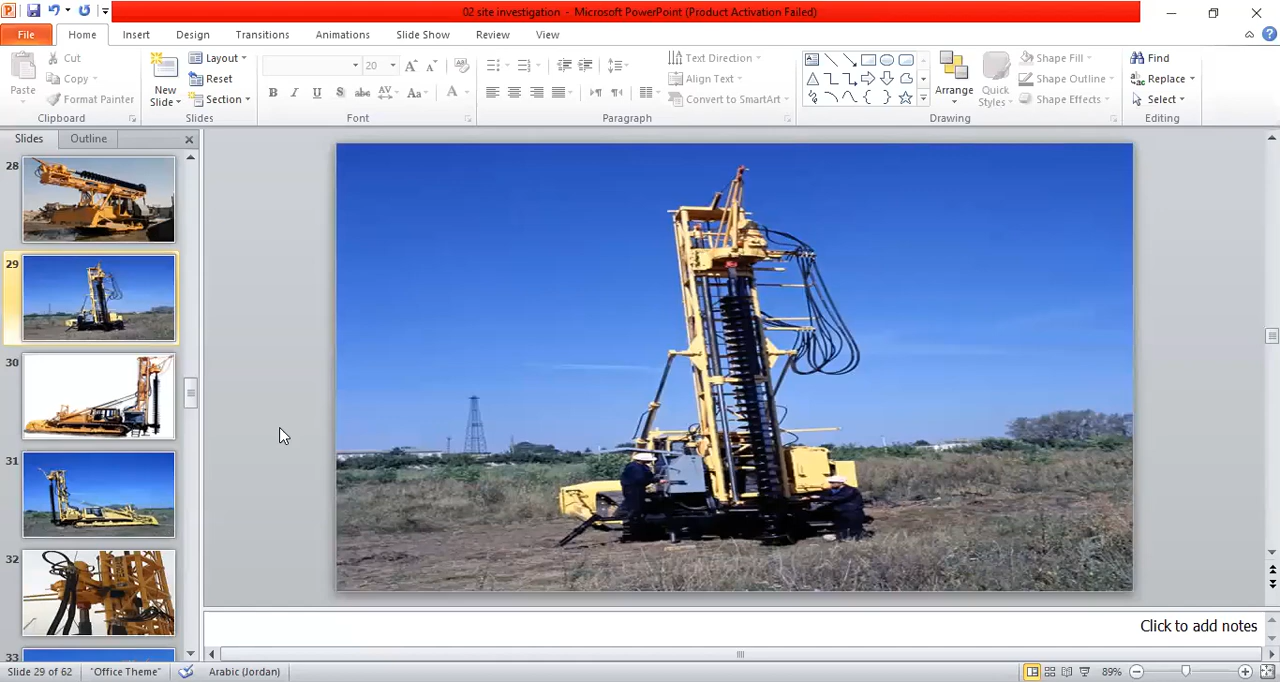 02 site investigation - Microsoft PowerPoint (Product Activation Failed)
File Home Insert Design Transitions Animations Slide Show Review View
Paste
Cut
Copy
Format Painter
Clipboard
New
Slide
Layout
Reset
Section
Slides
20
B I U S abc AV Aa A
Font
Text Direction
Align Text
Convert to SmartArt
Paragraph
Arrange
Quick
Styles
Shape Fill
Shape Outline
Shape Effects
Drawing
Find
Replace
Select
Editing
Slides Outline
28
29
30
31
32
33
Click to add notes
Slide 29 of 62 "Office Theme" Arabic (Jordan) 89%